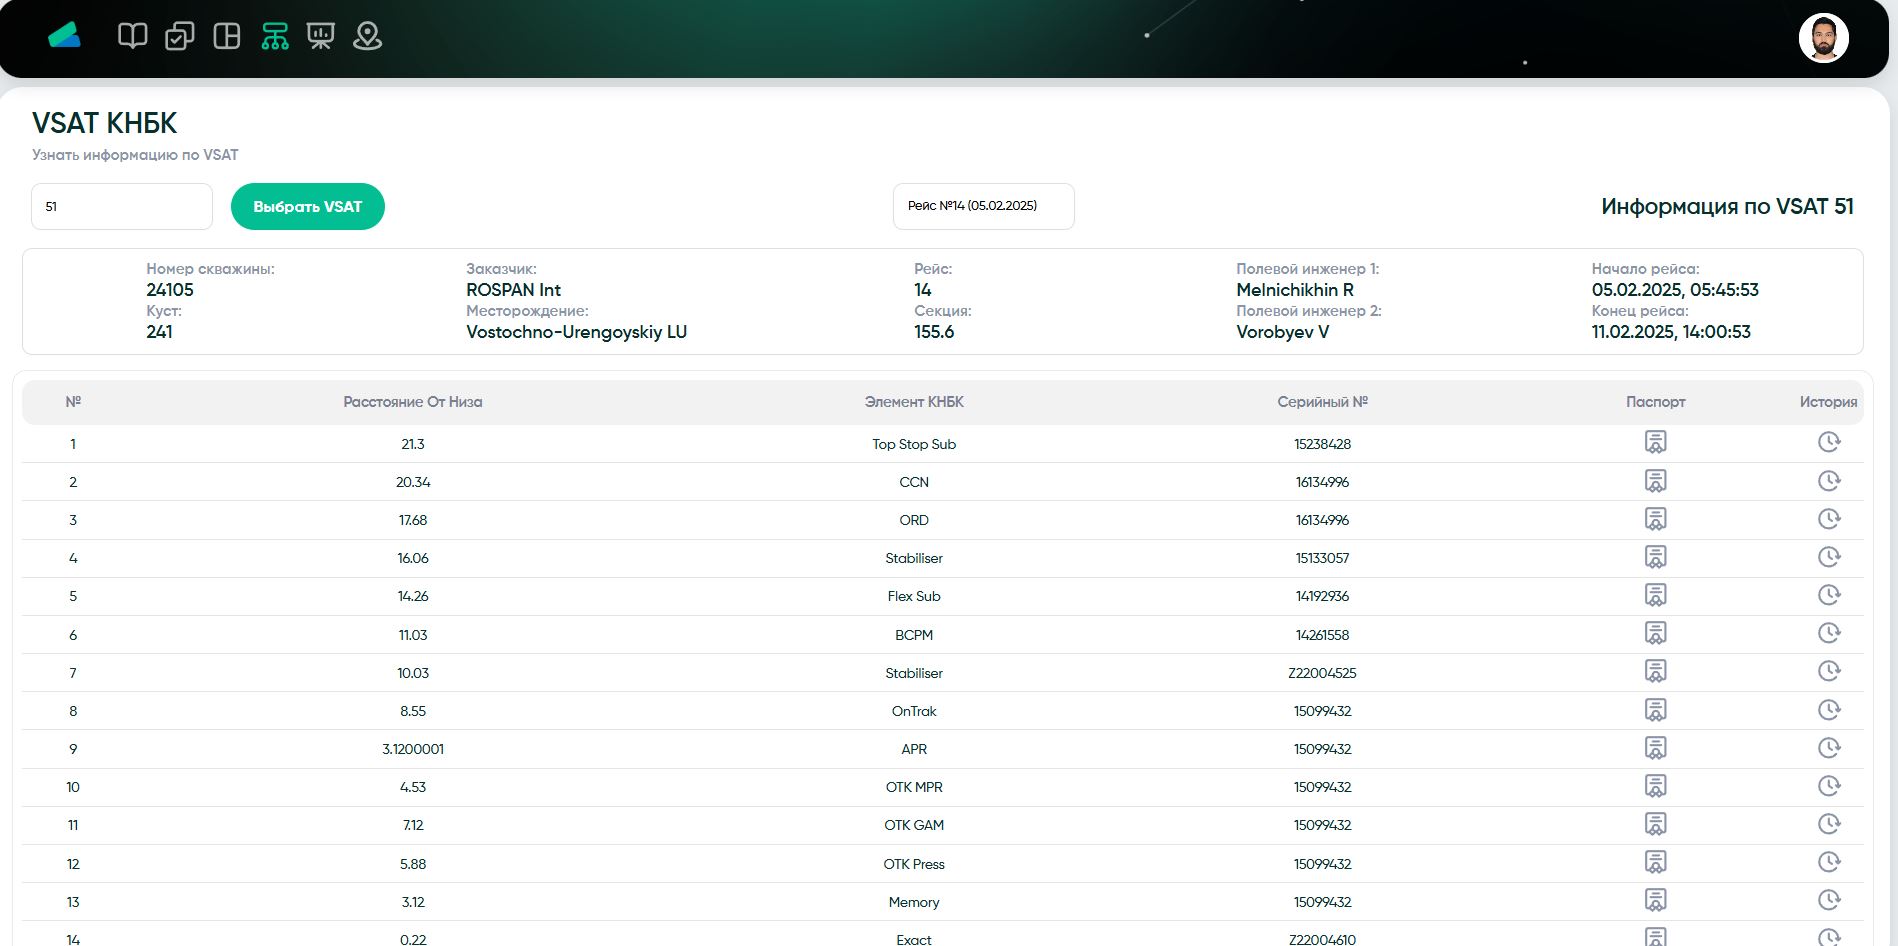 VSAT КНБК
Узнать информацию по VSAT
51
Выбрать VSAT
Рейс №14 (05.02.2025)
Информация по VSAT 51
Номер скважины: Заказчик: Рейс: Полевой инженер 1: Начало рейса:
24105 ROSPAN Int 14 Melnichikhin R 05.02.2025, 05:45:53
Куст: Месторождение: Секция: Полевой инженер 2: Конец рейса:
241 Vostochno-Urengoyskiy LU 155.6 Vorobyev V 11.02.2025, 14:00:53
№ Расстояние От Низа Элемент КНБК Серийный № Паспорт История
1 21.3 Top Stop Sub 15238428
2 20.34 CCN 16134996
3 17.68 ORD 16134996
4 16.06 Stabiliser 15133057
5 14.26 Flex Sub 14192936
6 11.03 BCPM 14261558
7 10.03 Stabiliser Z22004525
8 8.55 OnTrak 15099432
9 3.1200001 APR 15099432
10 4.53 OTK MPR 15099432
11 7.12 OTK GAM 15099432
12 5.88 OTK Press 15099432
13 3.12 Memory 15099432
14 0.22 Exact Z22004610